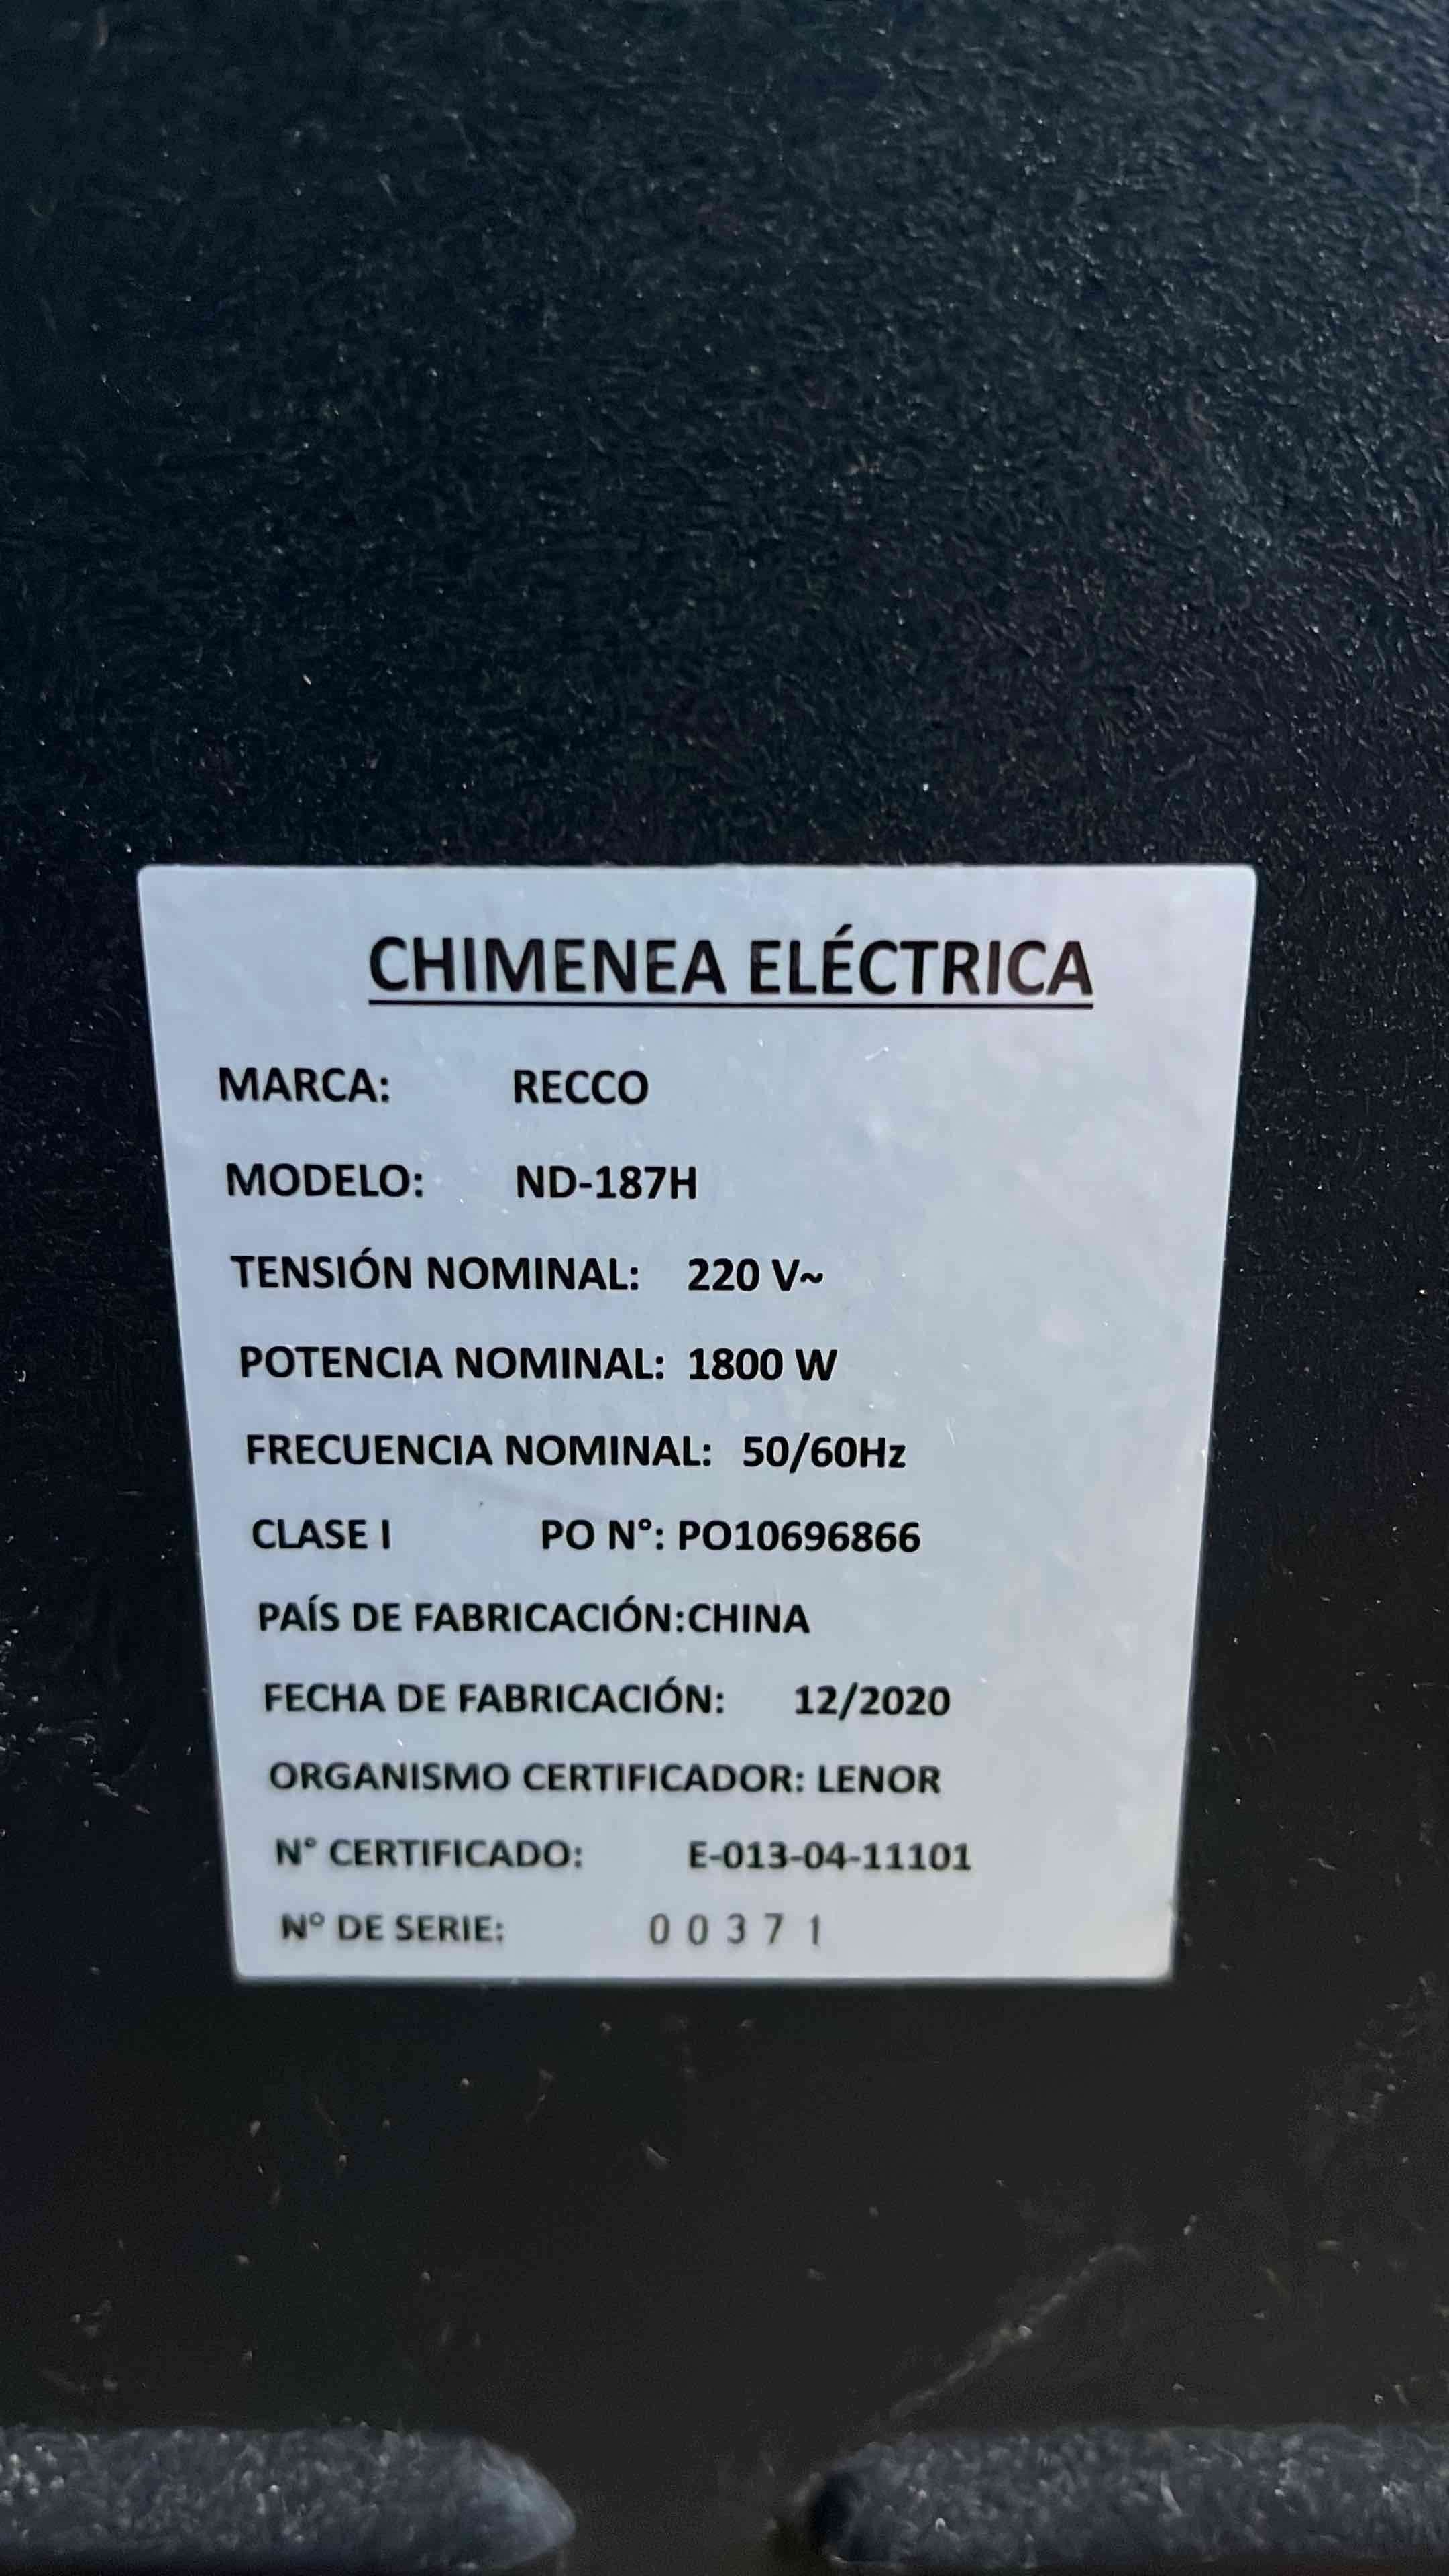 CHIMENEA ELÉCTRICA
MARCA: RECCO
MODELO: ND-187H
TENSIÓN NOMINAL: 220 V~
POTENCIA NOMINAL: 1800 W
FRECUENCIA NOMINAL: 50/60Hz
CLASE I PO N°: PO10696866
PAÍS DE FABRICACIÓN:CHINA
FECHA DE FABRICACIÓN: 12/2020
ORGANISMO CERTIFICADOR: LENOR
N° CERTIFICADO: E-013-04-11101
N° DE SERIE: 00371